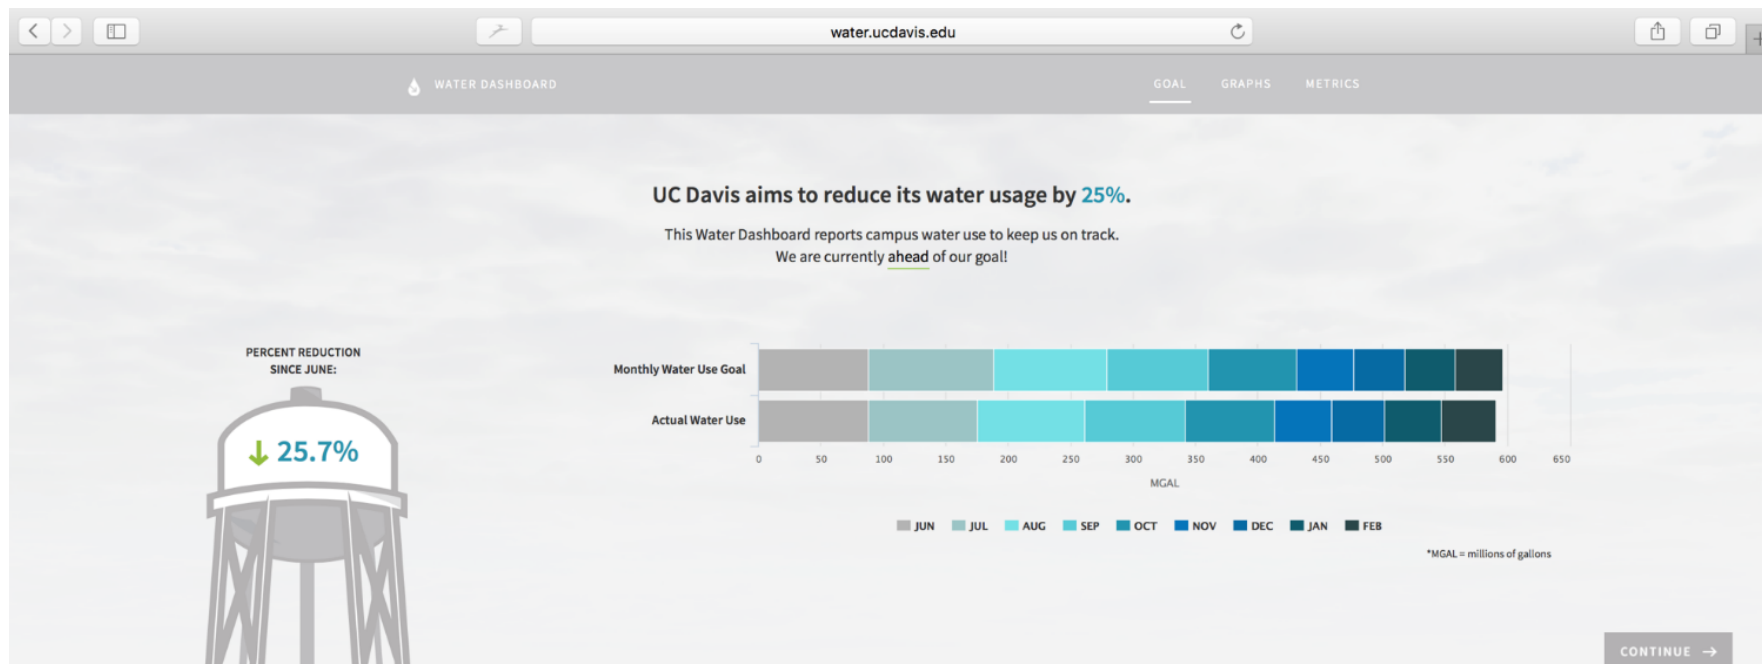 water.ucdavis.edu
WATER DASHBOARD
GOAL GRAPHS METRICS
UC Davis aims to reduce its water usage by 25%.
This Water Dashboard reports campus water use to keep us on track.
We are currently ahead of our goal!
PERCENT REDUCTION
SINCE JUNE:
25.7%
Monthly Water Use Goal
Actual Water Use
0 50 100 150 200 250 300 350 400 450 500 550 600 650
MGAL
JUN JUL AUG SEP OCT NOV DEC JAN FEB
*MGAL = millions of gallons
CONTINUE →